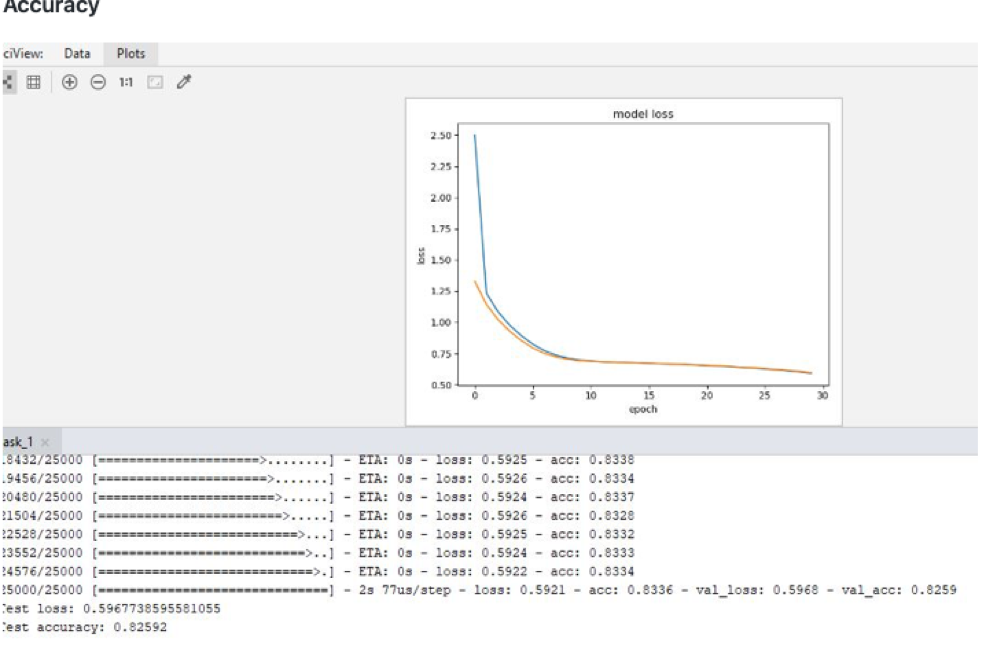 Accuracy
ciView: Data Plots
1:1
model loss
2.50
2.25
2.00
1.75
1.50
1.25
1.00
0.75
0.50
loss
0 5 10 15 20 25 30
epoch
ask_1 ×
18432/25000 [=====================>........] - ETA: 0s - loss: 0.5925 - acc: 0.8338
19456/25000 [======================>.......] - ETA: 0s - loss: 0.5926 - acc: 0.8334
20480/25000 [=======================>......] - ETA: 0s - loss: 0.5924 - acc: 0.8337
21504/25000 [========================>.....] - ETA: 0s - loss: 0.5926 - acc: 0.8328
22528/25000 [==========================>...] - ETA: 0s - loss: 0.5925 - acc: 0.8332
23552/25000 [===========================>..] - ETA: 0s - loss: 0.5924 - acc: 0.8333
24576/25000 [============================>.] - ETA: 0s - loss: 0.5922 - acc: 0.8334
25000/25000 [==============================] - 2s 77us/step - loss: 0.5921 - acc: 0.8336 - val_loss: 0.5968 - val_acc: 0.8259
Test loss: 0.5967738595581055
Test accuracy: 0.82592